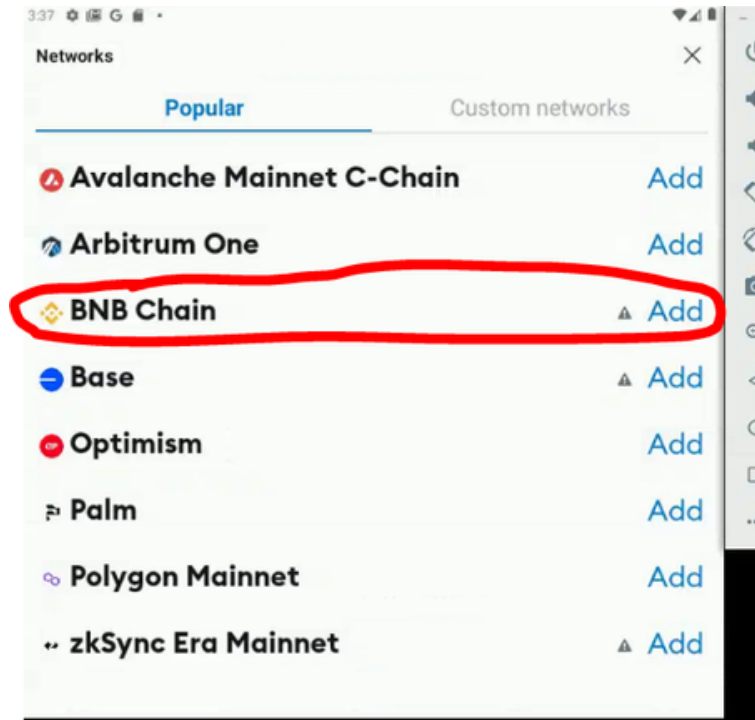 3:37 G
Networks
Popular Custom networks
Avalanche Mainnet C-Chain Add
Arbitrum One Add
BNB Chain Add
Base Add
OP Optimism Add
Palm Add
Polygon Mainnet Add
zkSync Era Mainnet Add